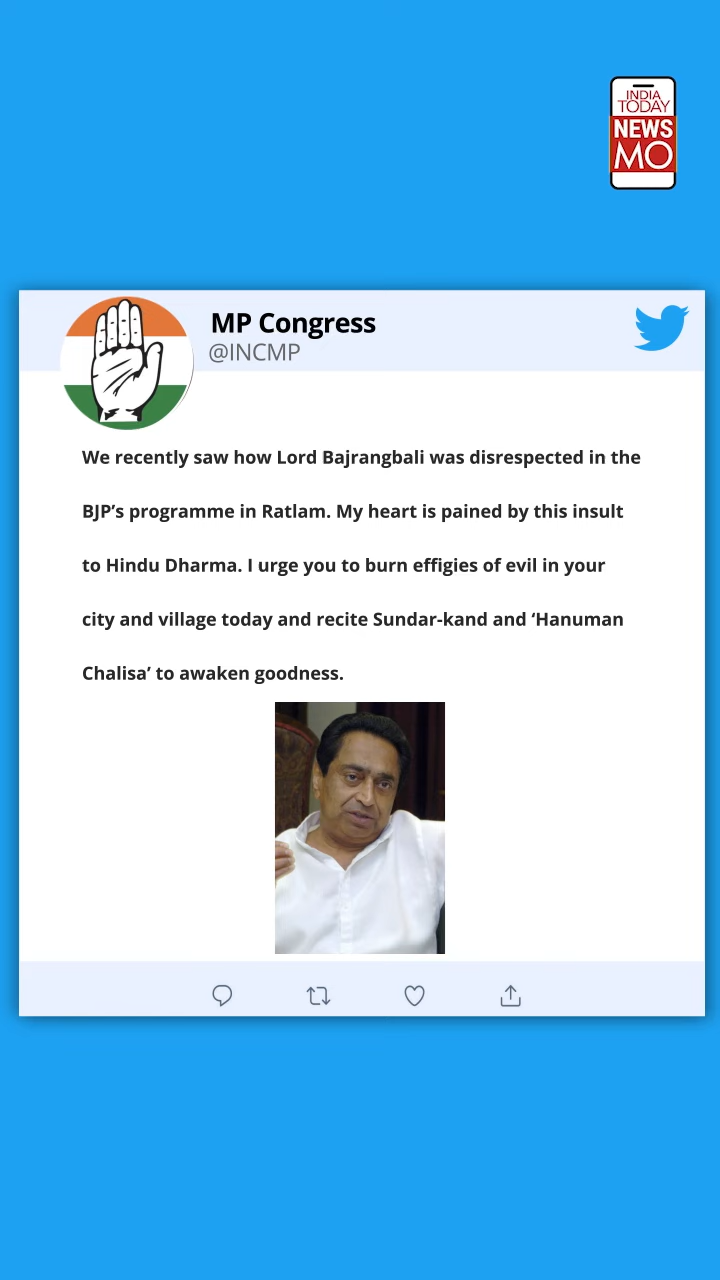 INDIA
TODAY
NEWS
MO
MP Congress
@INCMP
We recently saw how Lord Bajrangbali was disrespected in the
BJP’s programme in Ratlam. My heart is pained by this insult
to Hindu Dharma. I urge you to burn effigies of evil in your
city and village today and recite Sundar-kand and ‘Hanuman
Chalisa’ to awaken goodness.